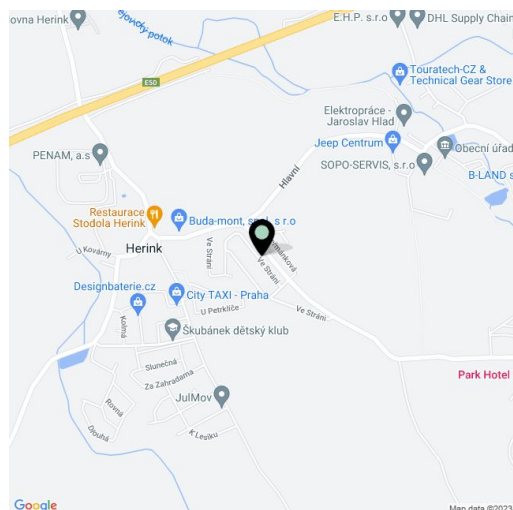 ovna Herink
ejovický potok
E.H.P. s.r.o
DHL Supply Chain
E50
Touratech-CZ &
Technical Gear Store
Elektropráce -
Jaroslav Hlad
Jeep Centrum
Obecní úřad
SOPO-SERVIS, s.r.o
B-LAND s
PENAM, a.s
Hlavní
Restaurace
Stodola Herink
Buda-mont, spol. s r.o
Herink
U Kovárny
Ve Stráni
Ve Stráni
Designbaterie.cz
City TAXI - Praha
U Petrklíče
Ve Stráni
Kolmá
Škubánek dětský klub
Slunečná
Za Zahradama
Rovná
JulMov
Park Hotel
Dlouhá
K Lesíku
Google
Map data ©2023